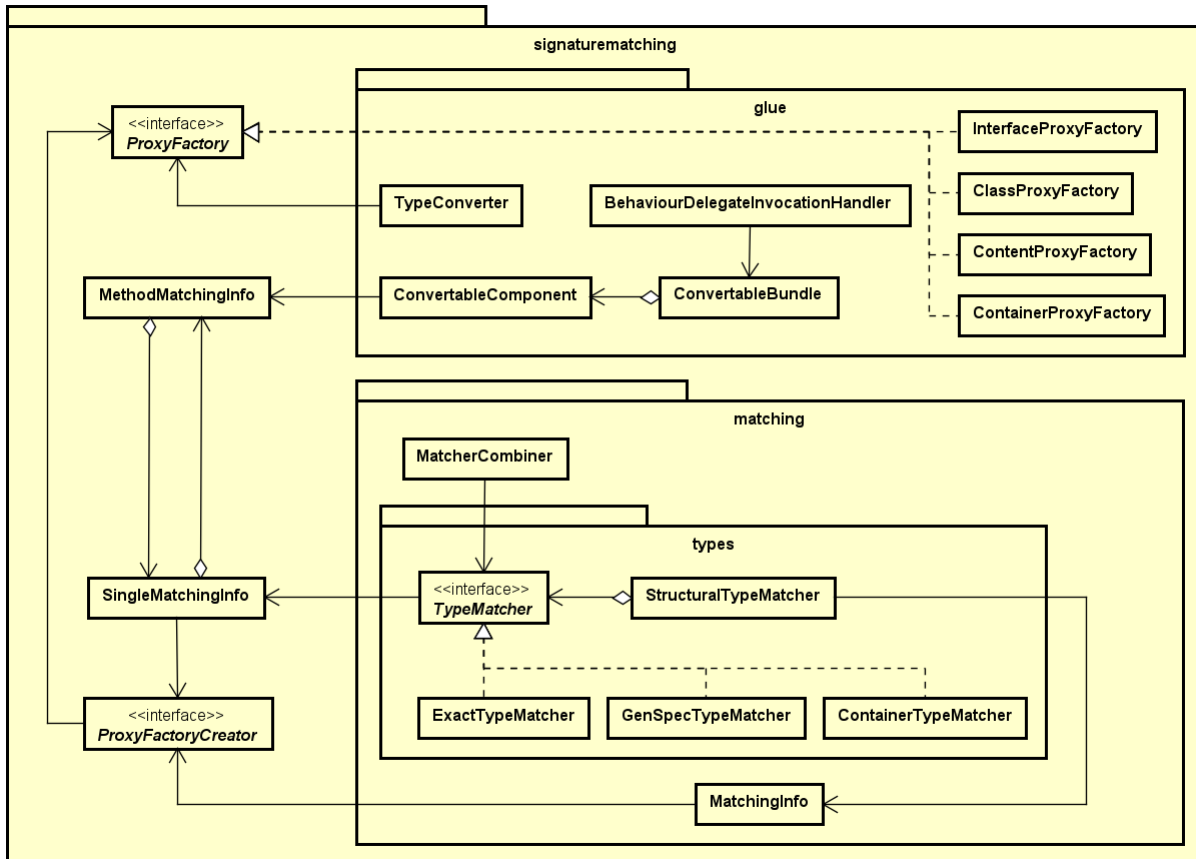 signaturematching
glue
<<interface>>
ProxyFactory
InterfaceProxyFactory
TypeConverter
BehaviourDelegateInvocationHandler
ClassProxyFactory
ContentProxyFactory
MethodMatchingInfo
ConvertableComponent
ConvertableBundle
ContainerProxyFactory
matching
MatcherCombiner
types
<<interface>>
TypeMatcher
StructuralTypeMatcher
SingleMatchingInfo
ExactTypeMatcher
GenSpecTypeMatcher
ContainerTypeMatcher
<<interface>>
ProxyFactoryCreator
MatchingInfo